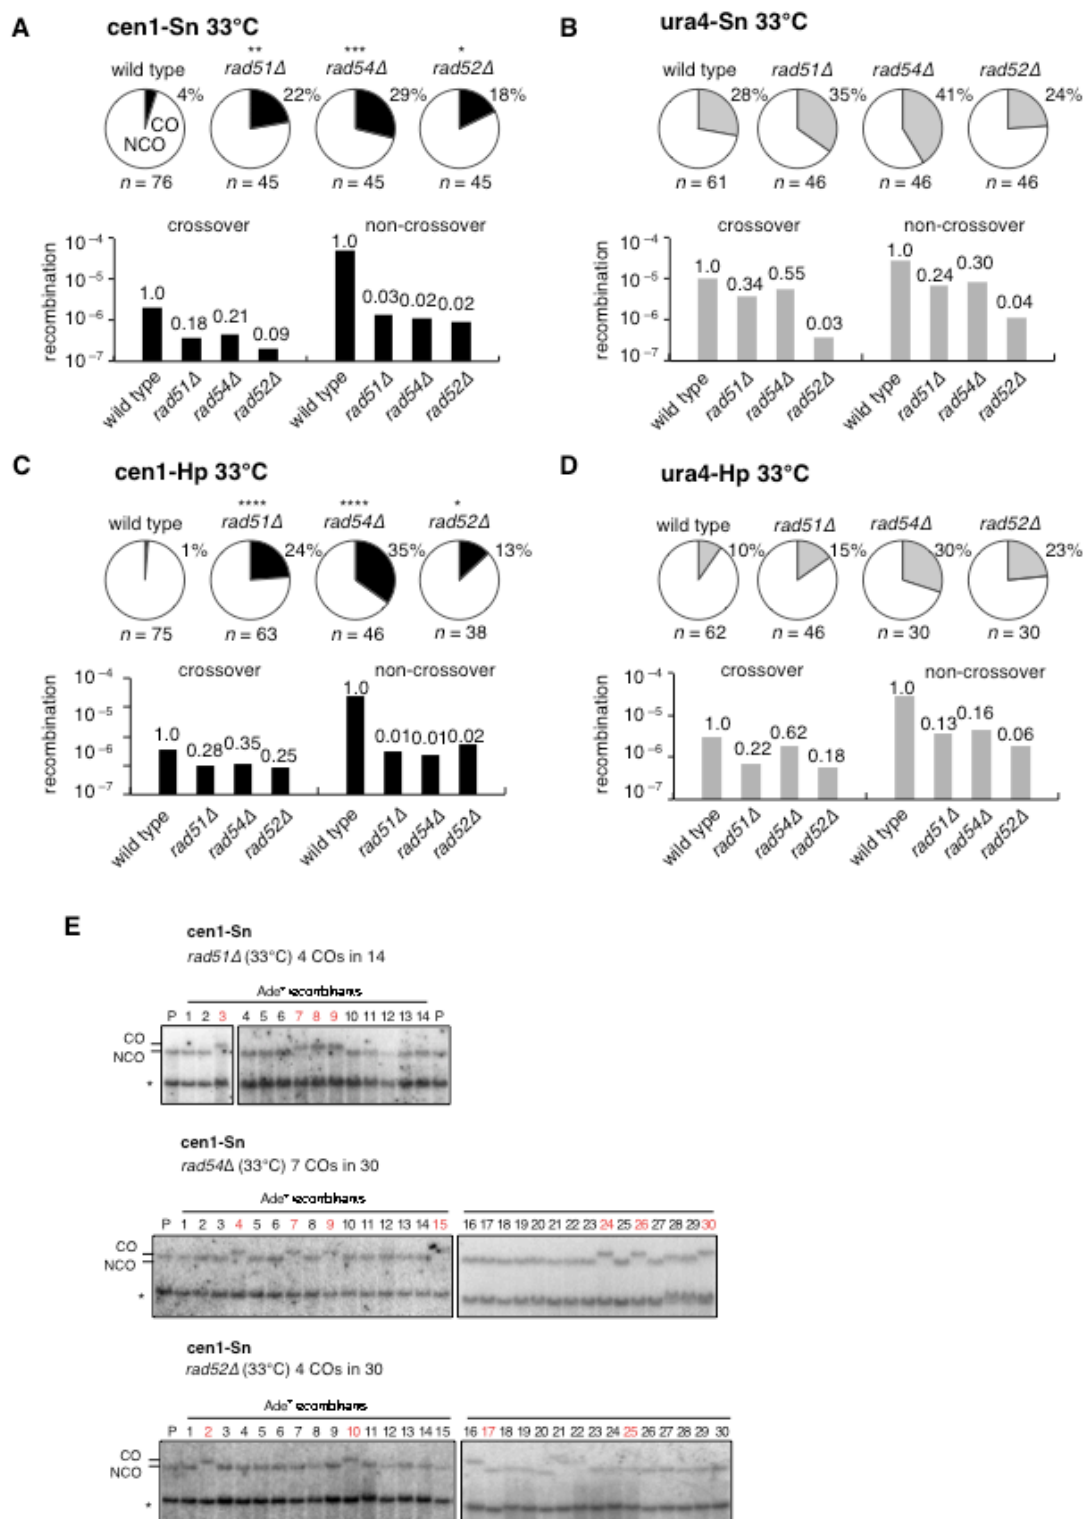 A
cen1-Sn 33°C
wild type
** rad51Δ
*** rad54Δ
* rad52Δ
4%
22%
29%
18%
CO
NCO
n = 76
n = 45
n = 45
n = 45
crossover
non-crossover
recombination
10⁻⁴
10⁻⁵
10⁻⁶
10⁻⁷
1.0
0.18
0.21
0.09
1.0
0.03
0.02
0.02
wild type
rad51Δ
rad54Δ
rad52Δ
wild type
rad51Δ
rad54Δ
rad52Δ
B
ura4-Sn 33°C
wild type
rad51Δ
rad54Δ
rad52Δ
28%
35%
41%
24%
n = 61
n = 46
n = 46
n = 46
crossover
non-crossover
recombination
10⁻⁴
10⁻⁵
10⁻⁶
10⁻⁷
1.0
0.34
0.55
0.03
1.0
0.24
0.30
0.04
wild type
rad51Δ
rad54Δ
rad52Δ
wild type
rad51Δ
rad54Δ
rad52Δ
C
cen1-Hp 33°C
wild type
**** rad51Δ
**** rad54Δ
* rad52Δ
1%
24%
35%
13%
n = 75
n = 63
n = 46
n = 38
crossover
non-crossover
recombination
10⁻⁴
10⁻⁵
10⁻⁶
10⁻⁷
1.0
0.28
0.35
0.25
1.0
0.01
0.01
0.02
wild type
rad51Δ
rad54Δ
rad52Δ
wild type
rad51Δ
rad54Δ
rad52Δ
D
ura4-Hp 33°C
wild type
rad51Δ
rad54Δ
rad52Δ
10%
15%
30%
23%
n = 62
n = 46
n = 30
n = 30
crossover
non-crossover
recombination
10⁻⁴
10⁻⁵
10⁻⁶
10⁻⁷
1.0
0.22
0.62
0.18
1.0
0.13
0.16
0.06
wild type
rad51Δ
rad54Δ
rad52Δ
wild type
rad51Δ
rad54Δ
rad52Δ
E
cen1-Sn
rad51Δ (33°C) 4 COs in 14
Ade⁺ recombinants
P 1 2 3 4 5 6 7 8 9 10 11 12 13 14 P
CO
NCO
*
cen1-Sn
rad54Δ (33°C) 7 COs in 30
Ade⁺ recombinants
P 1 2 3 4 5 6 7 8 9 10 11 12 13 14 15 16 17 18 19 20 21 22 23 24 25 26 27 28 29 30
CO
NCO
*
cen1-Sn
rad52Δ (33°C) 4 COs in 30
Ade⁺ recombinants
P 1 2 3 4 5 6 7 8 9 10 11 12 13 14 15 16 17 18 19 20 21 22 23 24 25 26 27 28 29 30
CO
NCO
*